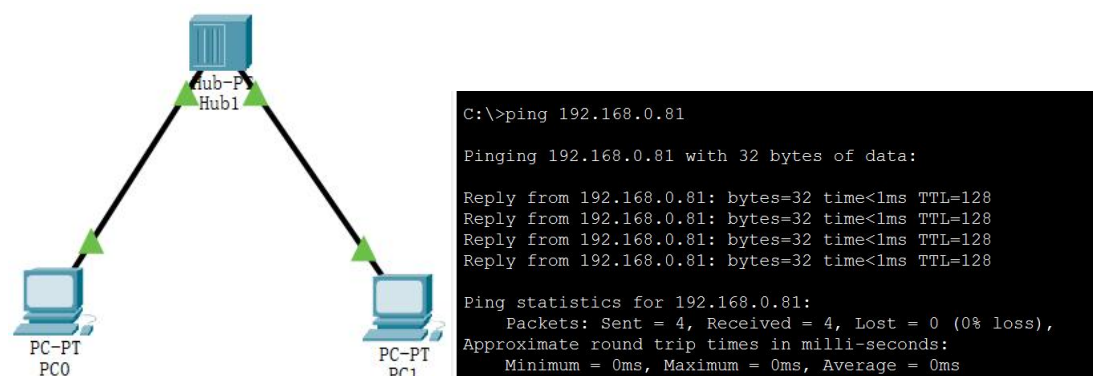 Hub-PT
Hub1
PC-PT
PC0
PC-PT
PC1
C:\>ping 192.168.0.81
Pinging 192.168.0.81 with 32 bytes of data:
Reply from 192.168.0.81: bytes=32 time<1ms TTL=128
Reply from 192.168.0.81: bytes=32 time<1ms TTL=128
Reply from 192.168.0.81: bytes=32 time<1ms TTL=128
Reply from 192.168.0.81: bytes=32 time<1ms TTL=128
Ping statistics for 192.168.0.81:
Packets: Sent = 4, Received = 4, Lost = 0 (0% loss),
Approximate round trip times in milli-seconds:
Minimum = 0ms, Maximum = 0ms, Average = 0ms